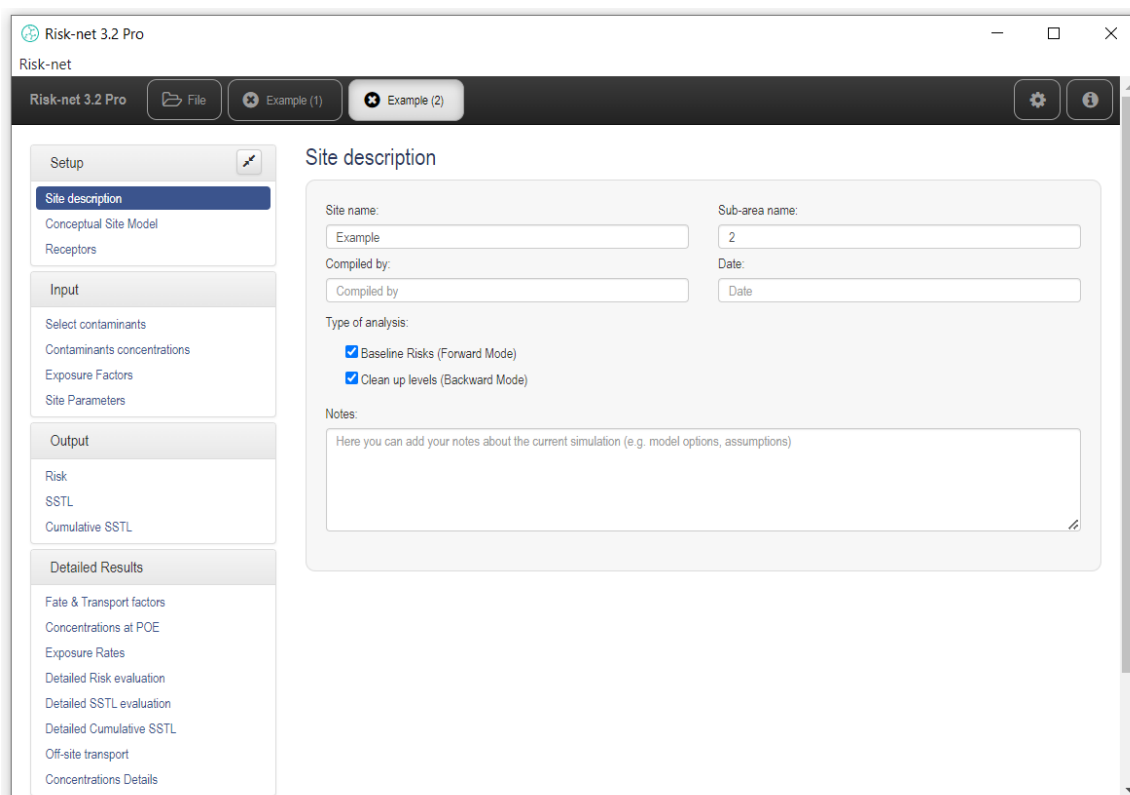 Risk-net 3.2 Pro
Risk-net
Risk-net 3.2 Pro
File
Example (1)
Example (2)
Setup
Site description
Conceptual Site Model
Receptors
Input
Select contaminants
Contaminants concentrations
Exposure Factors
Site Parameters
Output
Risk
SSTL
Cumulative SSTL
Detailed Results
Fate & Transport factors
Concentrations at POE
Exposure Rates
Detailed Risk evaluation
Detailed SSTL evaluation
Detailed Cumulative SSTL
Off-site transport
Concentrations Details
Site description
Site name:
Sub-area name:
Example
2
Compiled by:
Date:
Compiled by
Date
Type of analysis:
Baseline Risks (Forward Mode)
Clean up levels (Backward Mode)
Notes:
Here you can add your notes about the current simulation (e.g. model options, assumptions)